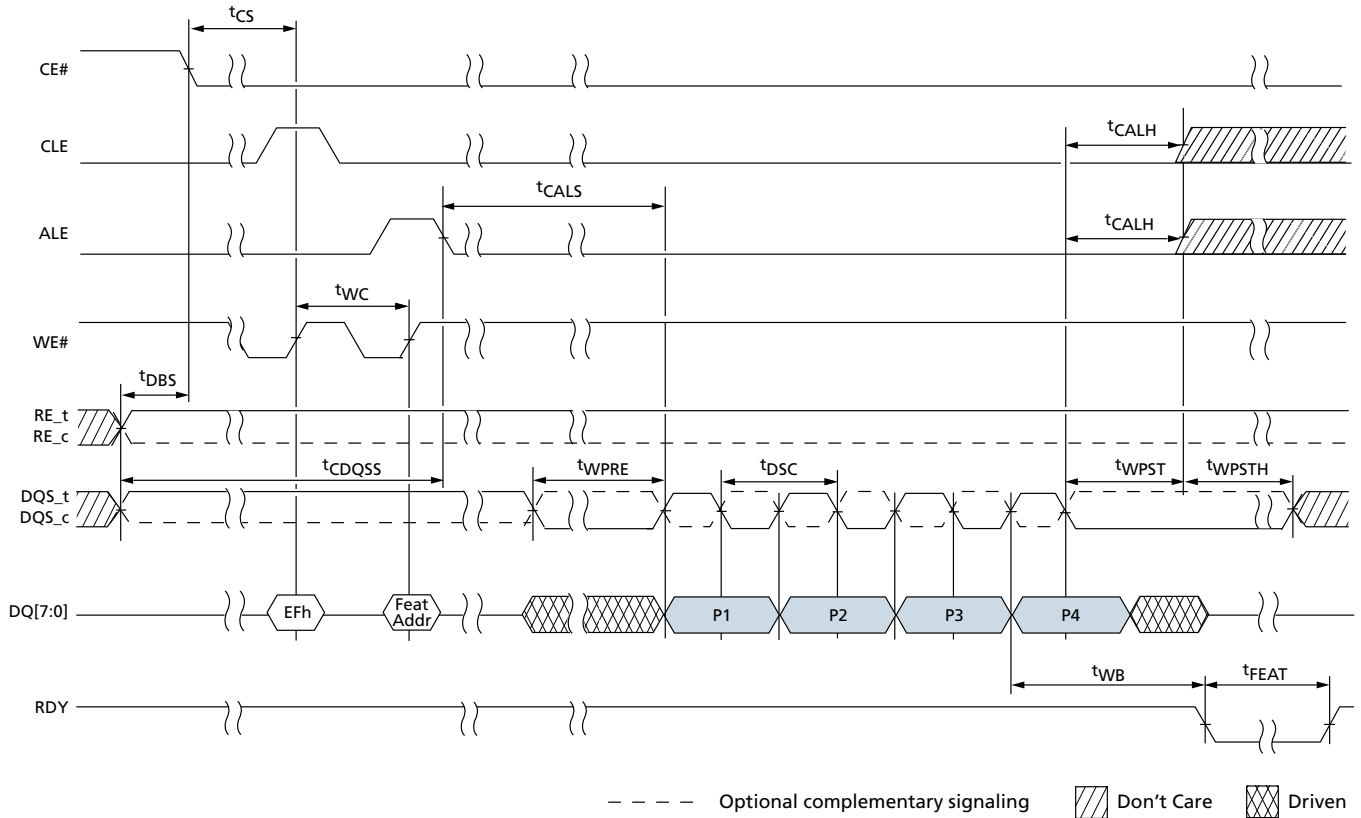 tCS
CE#
CLE
tCALH
tCALS
ALE
tCALH
tWC
WE#
tDBS
RE_t
RE_c
tCDQSS
tWPRE
tDSC
tWPST
tWPSTH
DQS_t
DQS_c
DQ[7:0]
EFh
Feat
Addr
P1
P2
P3
P4
tWB
tFEAT
RDY
Optional complementary signaling
Don't Care
Driven